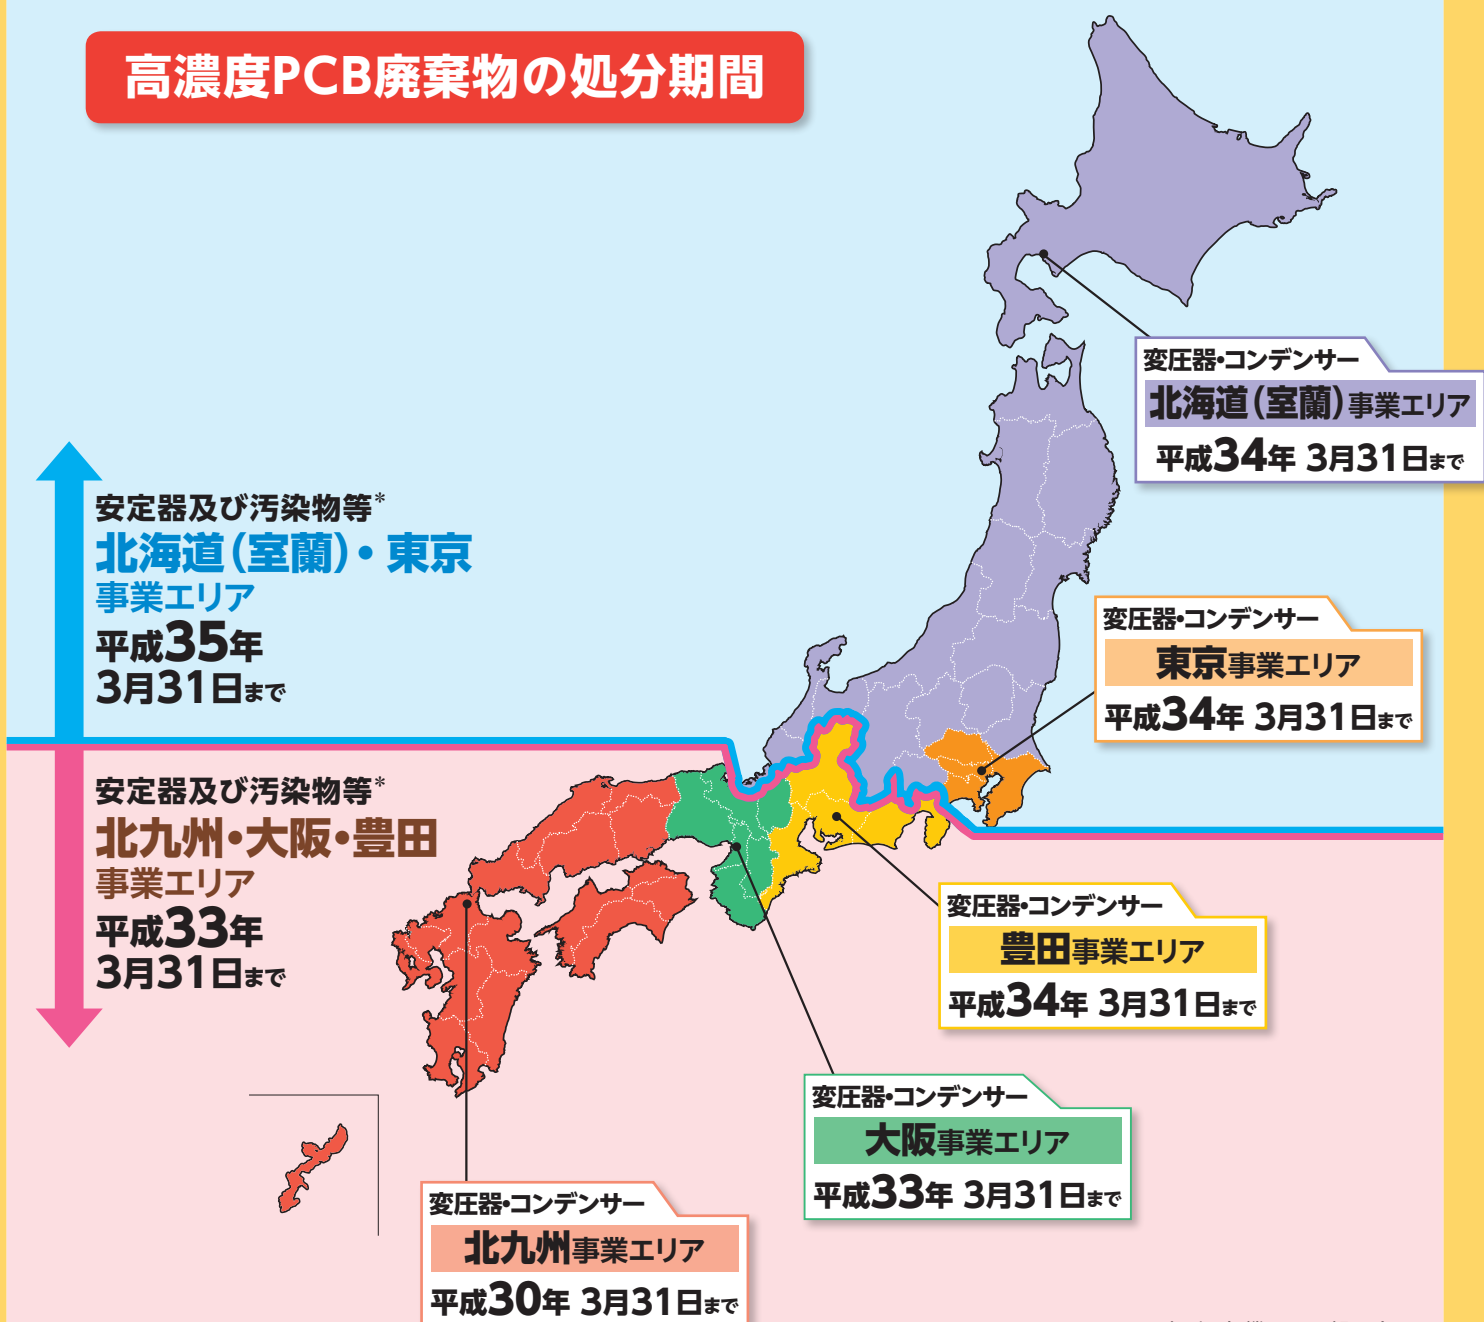 高濃度PCB廃棄物の処分期間
変圧器・コンデンサー
北海道(室蘭)事業エリア
平成34年 3月31日まで
安定器及び汚染物等*
北海道(室蘭)・東京
事業エリア
平成35年
3月31日まで
変圧器・コンデンサー
東京事業エリア
平成34年 3月31日まで
安定器及び汚染物等*
北九州・大阪・豊田
事業エリア
平成33年
3月31日まで
変圧器・コンデンサー
豊田事業エリア
平成34年 3月31日まで
変圧器・コンデンサー
大阪事業エリア
平成33年 3月31日まで
変圧器・コンデンサー
北九州事業エリア
平成30年 3月31日まで